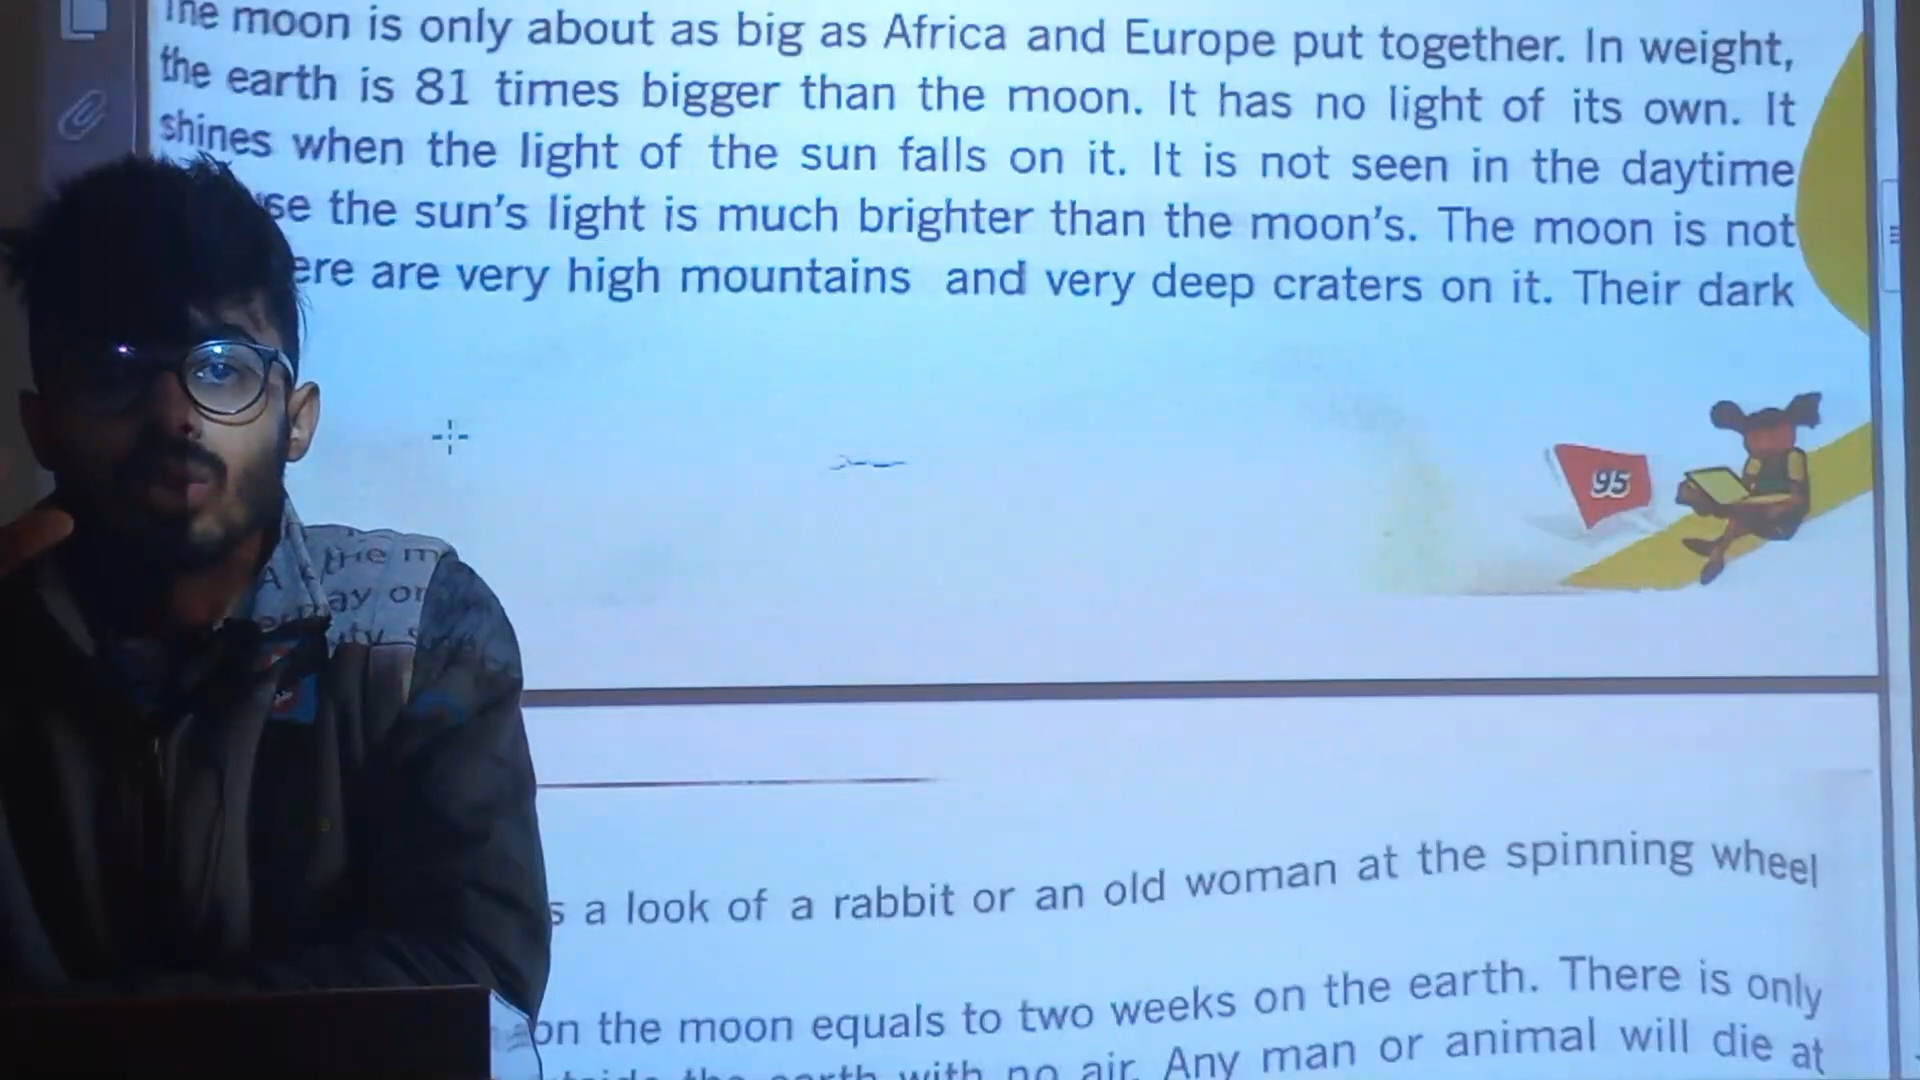 The moon is only about as big as Africa and Europe put together. In weight,
the earth is 81 times bigger than the moon. It has no light of its own. It
shines when the light of the sun falls on it. It is not seen in the daytime
se the sun's light is much brighter than the moon's. The moon is not
ere are very high mountains and very deep craters on it. Their dark
95
s a look of a rabbit or an old woman at the spinning wheel
on the moon equals to two weeks on the earth. There is only
the earth with no air. Any man or animal will die at